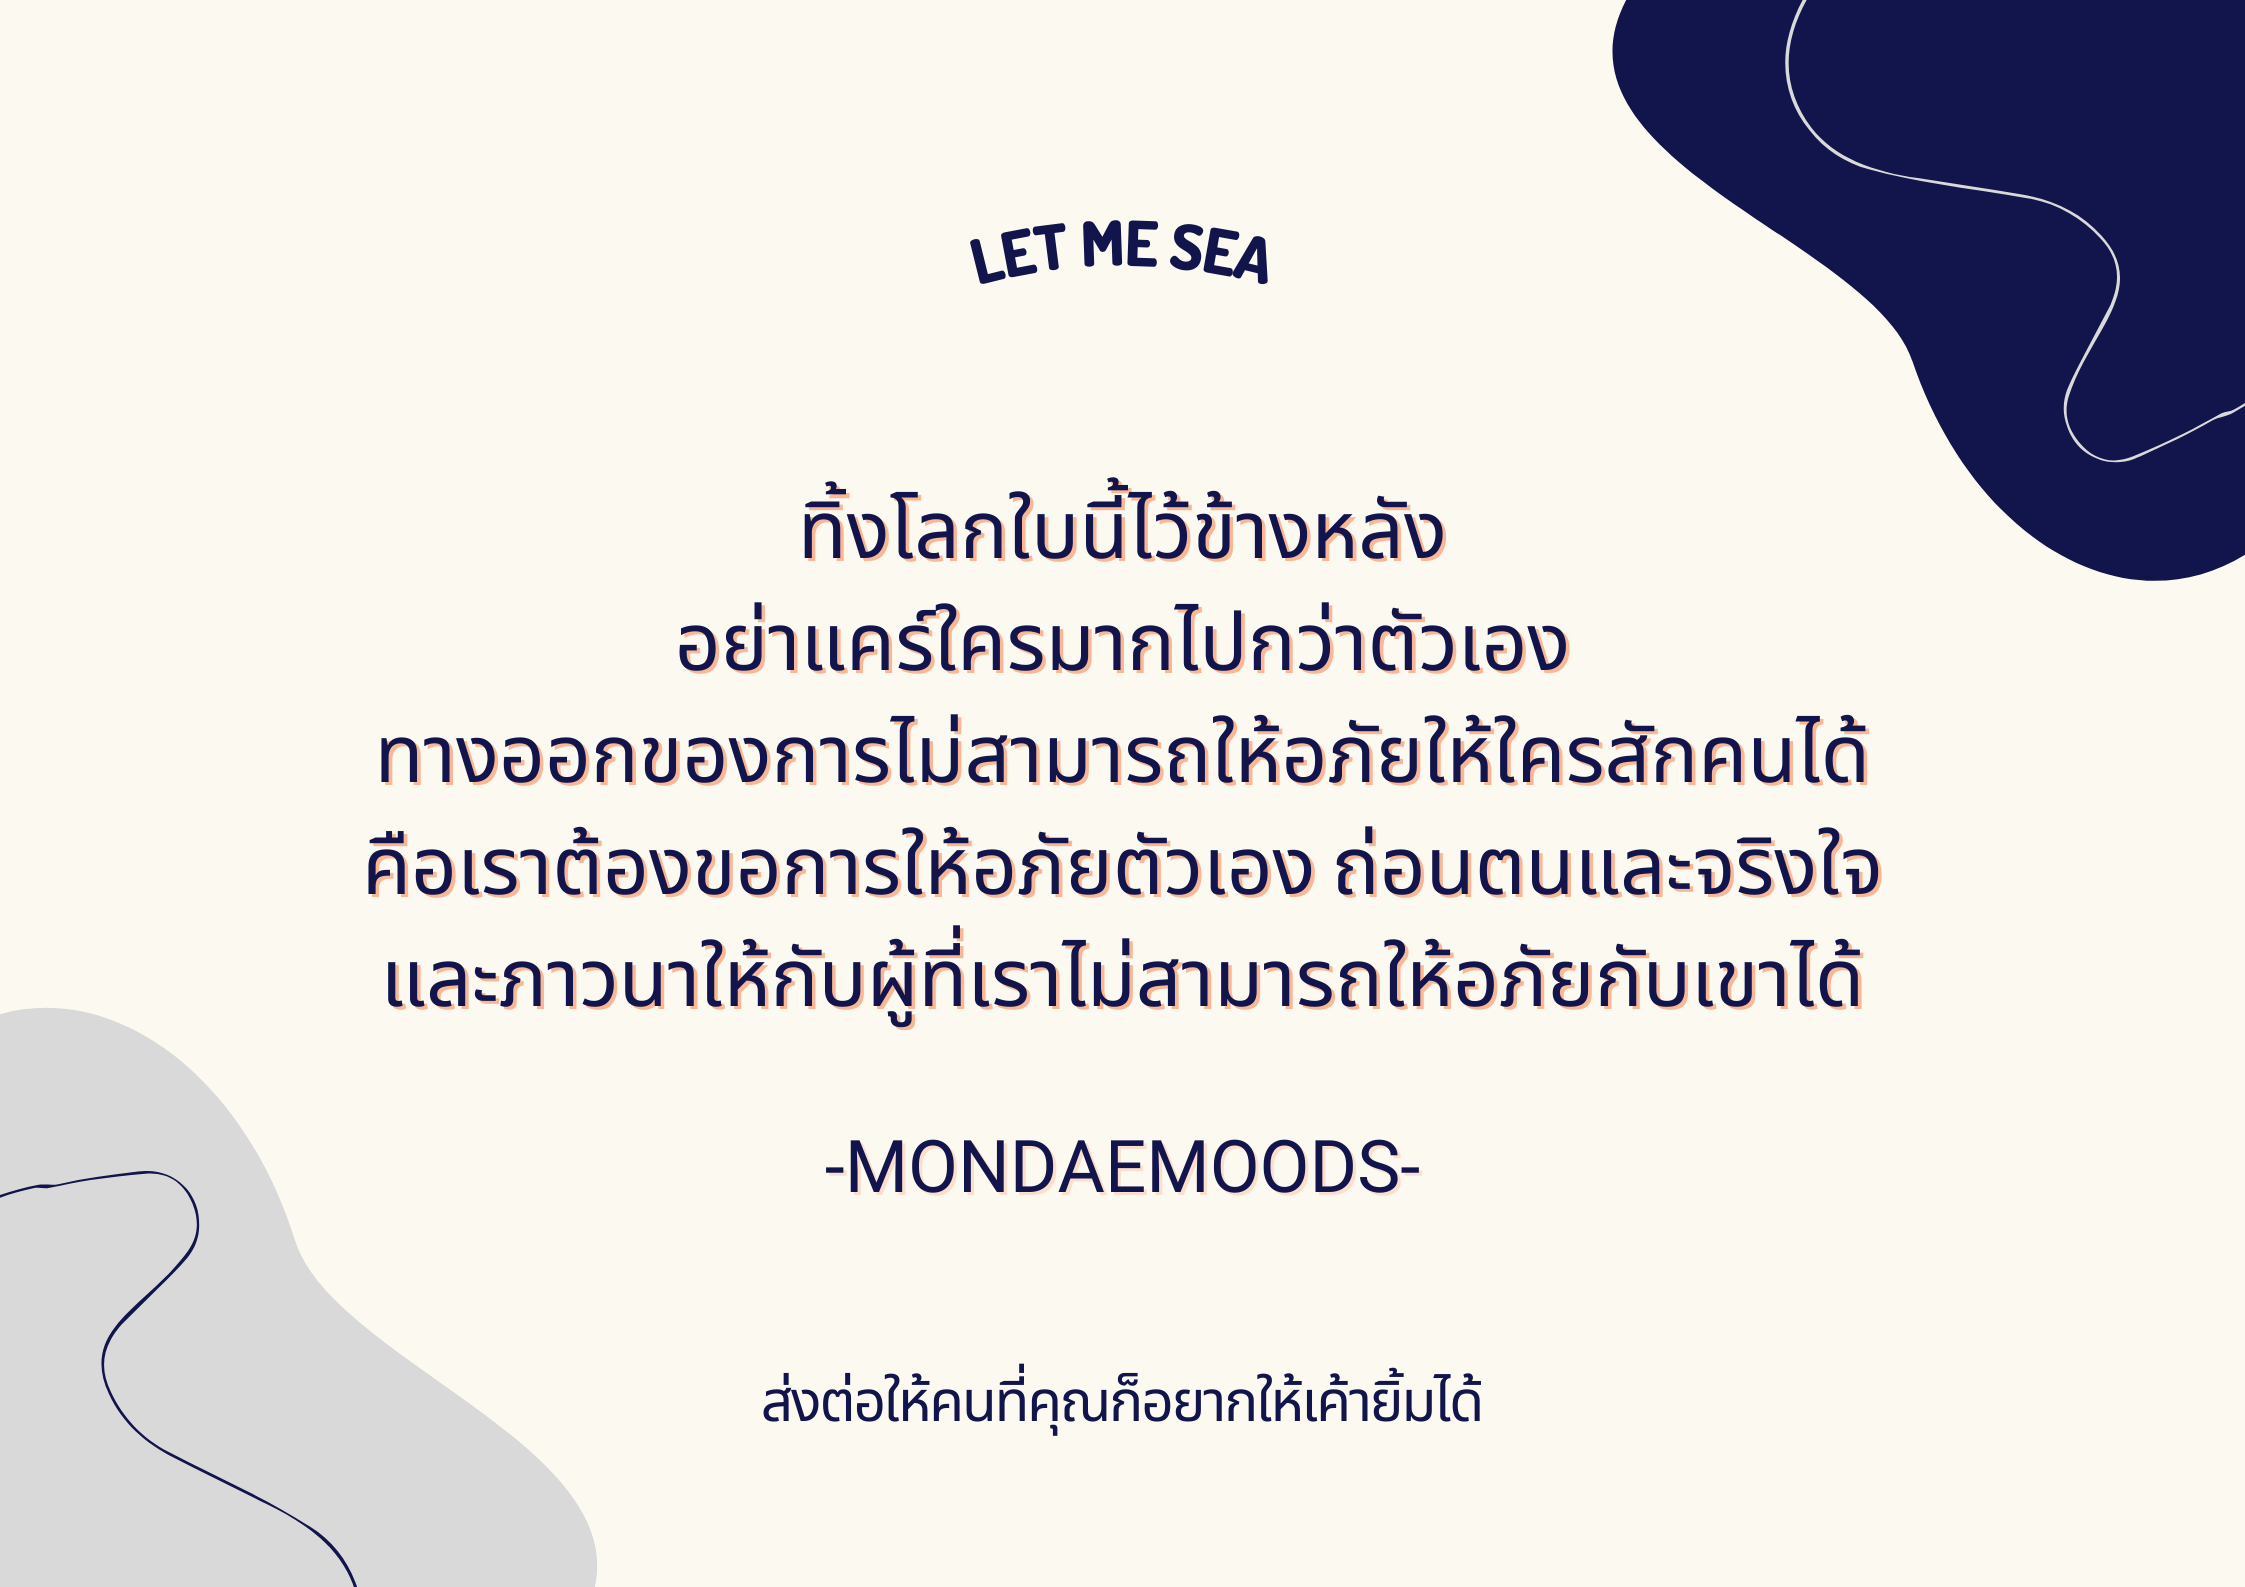 LET ME SEA
ทิ้งโลกใบนี้ไว้ข้างหลัง
อย่าแคร์ใครมากไปกว่าตัวเอง
ทางออกของการไม่สามารถให้อภัยให้ใครสักคนได้
คือเราต้องขอการให้อภัยตัวเอง ถ่อนตนและจริงใจ
และภาวนาให้กับผู้ที่เราไม่สามารถให้อภัยกับเขาได้
-MONDAEMOODS-
ส่งต่อให้คนที่คุณก็อยากให้เค้ายิ้มได้